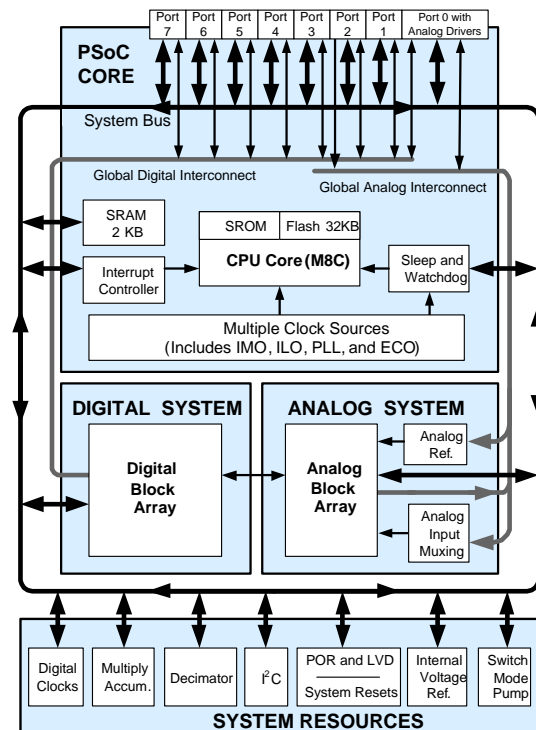 Port 7
Port 6
Port 5
Port 4
Port 3
Port 2
Port 1
Port 0 with
Analog Drivers
PSoC
CORE
System Bus
Global Digital Interconnect
Global Analog Interconnect
SRAM
2 KB
SROM
Flash 32KB
CPU Core (M8C)
Interrupt
Controller
Sleep and
Watchdog
Multiple Clock Sources
(Includes IMO, ILO, PLL, and ECO)
DIGITAL SYSTEM
ANALOG SYSTEM
Digital
Block
Array
Analog
Block
Array
Analog
Ref.
Analog
Input
Muxing
Digital
Clocks
Multiply
Accum.
Decimator
I²C
POR and LVD
System Resets
Internal
Voltage
Ref.
Switch
Mode
Pump
SYSTEM RESOURCES